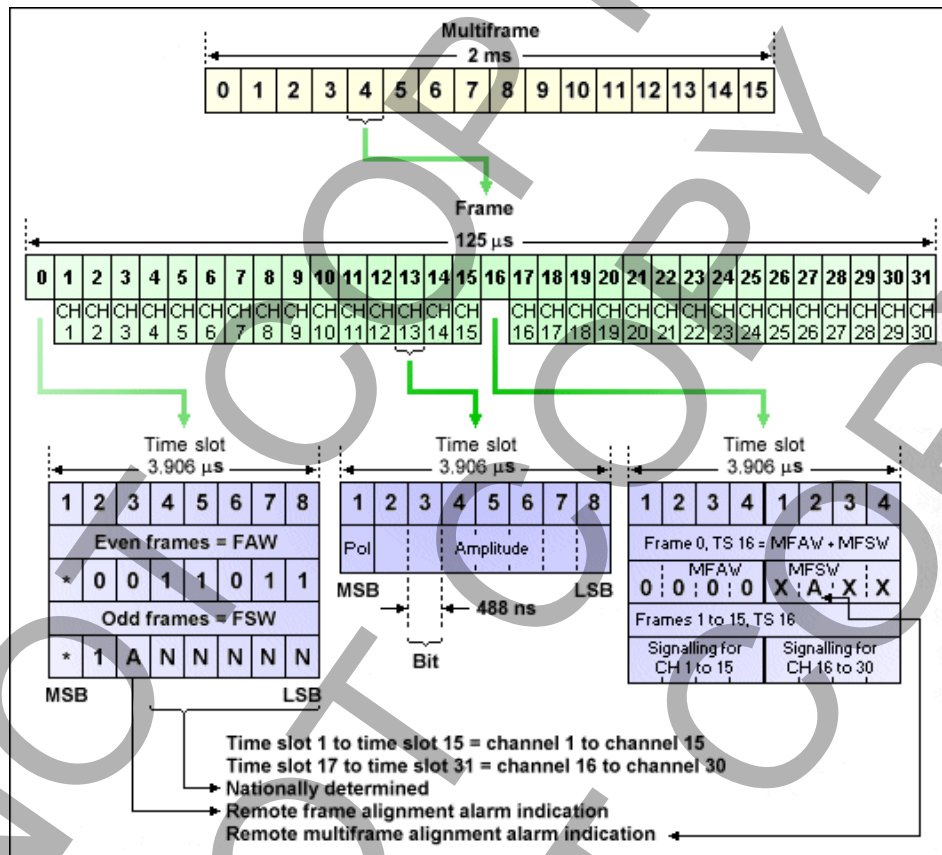 Multiframe
2 ms
0 1 2 3 4 5 6 7 8 9 10 11 12 13 14 15
Frame
125 μs
0 1 2 3 4 5 6 7 8 9 10 11 12 13 14 15 16 17 18 19 20 21 22 23 24 25 26 27 28 29 30 31
CH 1 CH 2 CH 3 CH 4 CH 5 CH 6 CH 7 CH 8 CH 9 CH 10 CH 11 CH 12 CH 13 CH 14 CH 15 CH 16 CH 17 CH 18 CH 19 CH 20 CH 21 CH 22 CH 23 CH 24 CH 25 CH 26 CH 27 CH 28 CH 29 CH 30
Time slot
3.906 μs
1 2 3 4 5 6 7 8
Even frames = FAW
* 0 0 1 1 0 1 1
Odd frames = FSW
* 1 A N N N N N
MSB LSB
Time slot
3.906 μs
1 2 3 4 5 6 7 8
Pol Amplitude
MSB LSB
488 ns
Bit
Time slot
3.906 μs
1 2 3 4 1 2 3 4
Frame 0, TS 16 = MFAW + MFSW
MFAW MFSW
0 0 0 0 X A X X
Frames 1 to 15, TS 16
Signalling for CH 1 to 15
Signalling for CH 16 to 30
Time slot 1 to time slot 15 = channel 1 to channel 15
Time slot 17 to time slot 31 = channel 16 to channel 30
Nationally determined
Remote frame alignment alarm indication
Remote multiframe alignment alarm indication
NOT COPY
NOT COPY